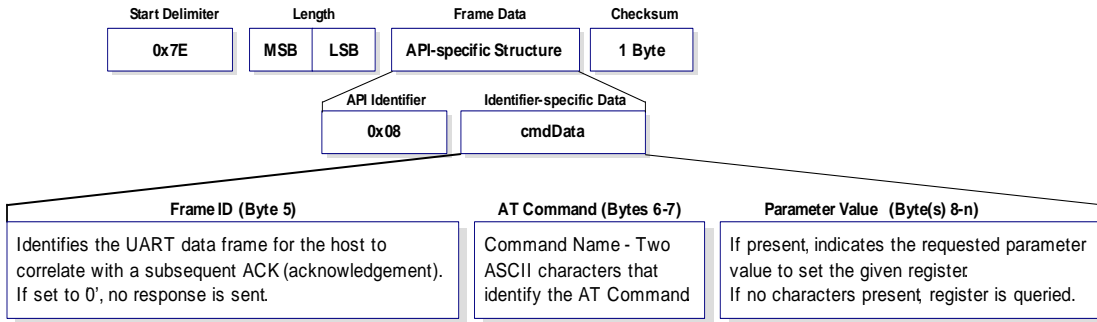 Start Delimiter Length Frame Data Checksum
0x7E MSB LSB API-specific Structure 1 Byte
API Identifier Identifier-specific Data
0x08 cmdData
Frame ID (Byte 5)
Identifies the UART data frame for the host to
correlate with a subsequent ACK (acknowledgement).
If set to 0', no response is sent.
AT Command (Bytes 6-7)
Command Name - Two
ASCII characters that
identify the AT Command
Parameter Value (Byte(s) 8-n)
If present, indicates the requested parameter
value to set the given register.
If no characters present, register is queried.